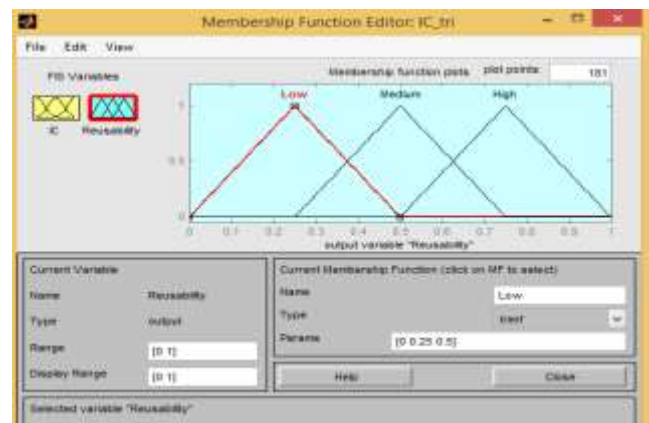 Membership Function Editor: IC_tri
File Edit View
FIS Variables
Membership function plots plot points: 181
IC Reusability
Low Medium High
1
0.5
0
0 0.1 0.2 0.3 0.4 0.5 0.6 0.7 0.8 0.9 1
output variable "Reusability"
Current Variable
Name Reusability
Type output
Range [0 1]
Display Range [0 1]
Current Membership Function (click on MF to select)
Name Low
Type trimf
Params [0 0.25 0.5]
Help Close
Selected variable "Reusability"